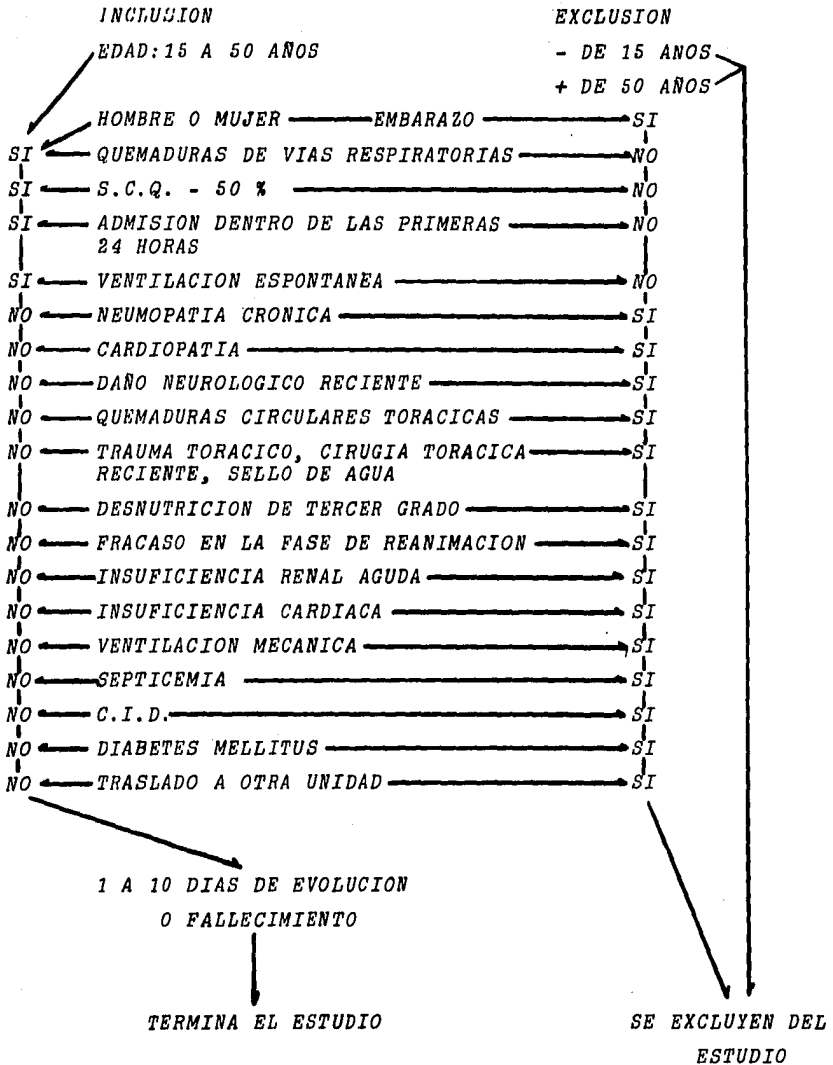 INCLUSION EXCLUSION
EDAD: 15 A 50 AÑOS - DE 15 ANOS
+ DE 50 AÑOS
HOMBRE O MUJER EMBARAZO SI
SI QUEMADURAS DE VIAS RESPIRATORIAS NO
SI S.C.Q. - 50 % NO
SI ADMISION DENTRO DE LAS PRIMERAS NO
24 HORAS
SI VENTILACION ESPONTANEA NO
NO NEUMOPATIA CRONICA SI
NO CARDIOPATIA SI
NO DAÑO NEUROLOGICO RECIENTE SI
NO QUEMADURAS CIRCULARES TORACICAS SI
NO TRAUMA TORACICO, CIRUGIA TORACICA SI
RECIENTE, SELLO DE AGUA
NO DESNUTRICION DE TERCER GRADO SI
NO FRACASO EN LA FASE DE REANIMACION SI
NO INSUFICIENCIA RENAL AGUDA SI
NO INSUFICIENCIA CARDIACA SI
NO VENTILACION MECANICA SI
NO SEPTICEMIA SI
NO C.I.D. SI
NO DIABETES MELLITUS SI
NO TRASLADO A OTRA UNIDAD SI
1 A 10 DIAS DE EVOLUCION
O FALLECIMIENTO
TERMINA EL ESTUDIO SE EXCLUYEN DEL
ESTUDIO